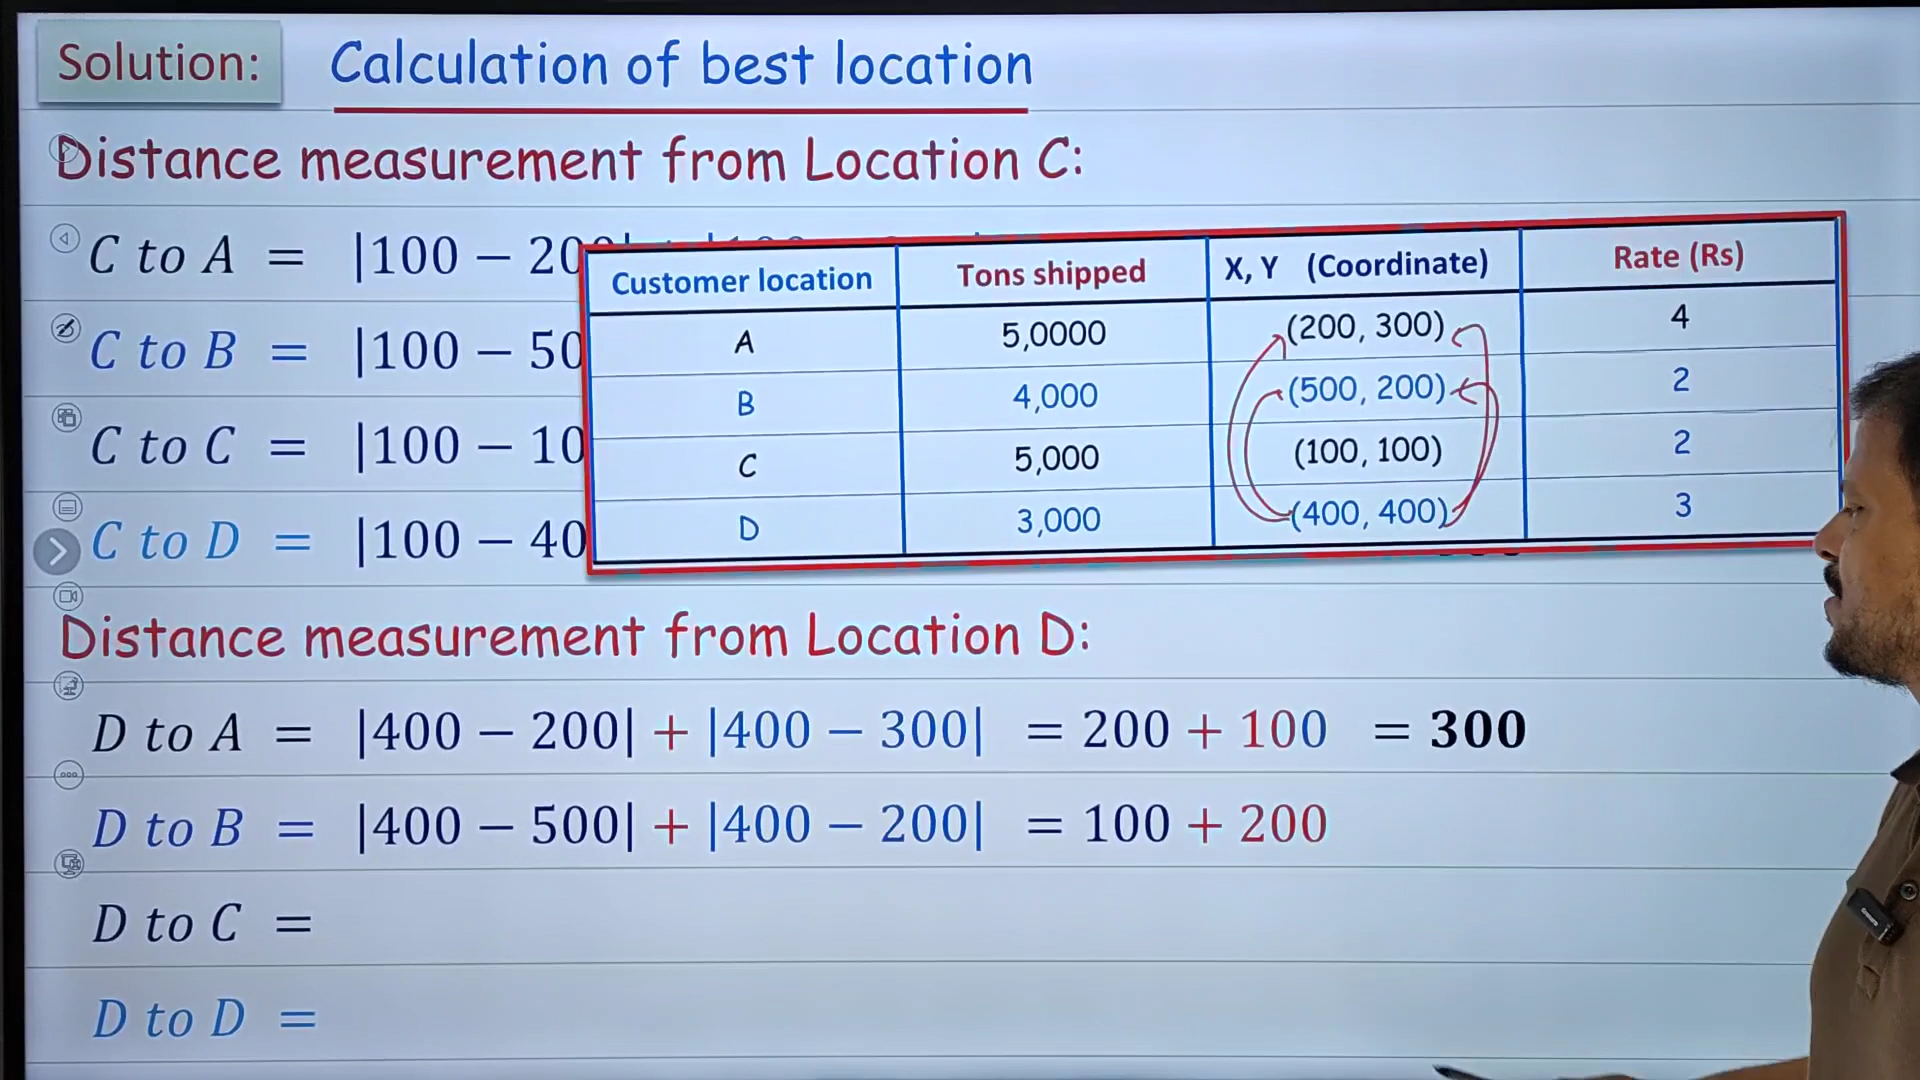 Solution: Calculation of best location
Distance measurement from Location C:
C to A = |100 − 200|
C to B = |100 − 50
C to C = |100 − 10
C to D = |100 − 40
Customer location Tons shipped X, Y (Coordinate) Rate (Rs)
A 5,0000 (200, 300) 4
B 4,000 (500, 200) 2
C 5,000 (100, 100) 2
D 3,000 (400, 400) 3
Distance measurement from Location D:
D to A = |400 − 200| + |400 − 300| = 200 + 100 = 300
D to B = |400 − 500| + |400 − 200| = 100 + 200
D to C =
D to D =